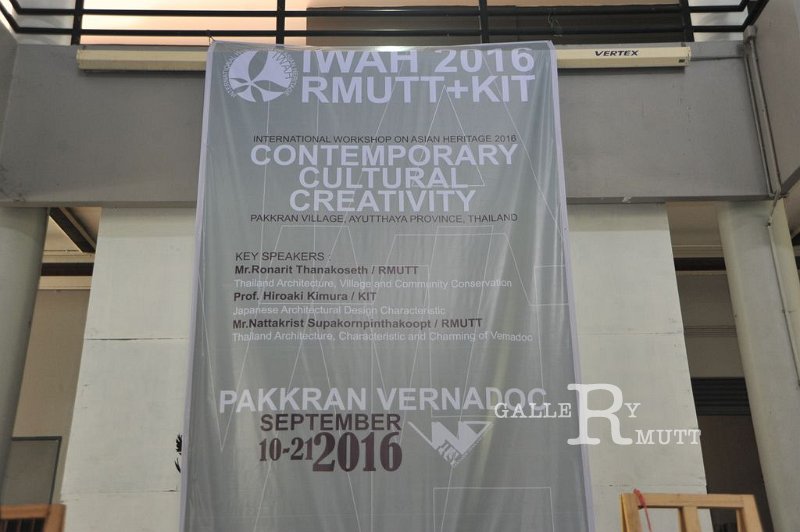 VERTEX
IWAH 2016
RMUTT+KIT
INTERNATIONAL WORKSHOP ON ASIAN HERITAGE 2016
CONTEMPORARY
CULTURAL
CREATIVITY
PAKKRAN VILLAGE, AYUTTHAYA PROVINCE, THAILAND
KEY SPEAKERS :
Mr.Ronarit Thanakoseth / RMUTT
Thailand Architecture, Village and Community Conservation
Prof. Hiroaki Kimura / KIT
Japanese Architectural Design Characteristic
Mr.Nattakrist Supakornpinthakoopt / RMUTT
Thailand Architecture, Characteristic and Charming of Vernadoc
PAKKRAN VERNADOC
SEPTEMBER
10-21 2016
GALLERY
RMUTT